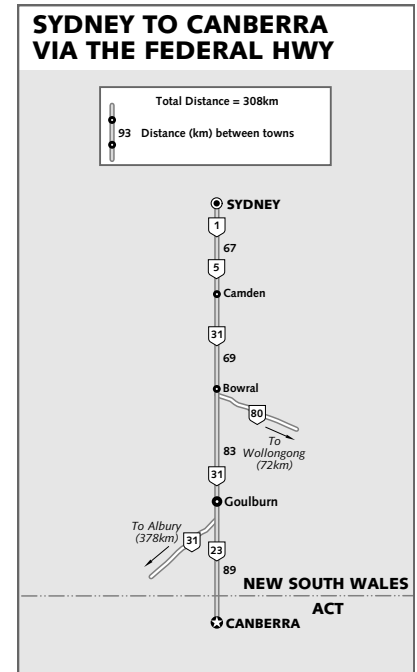 SYDNEY TO CANBERRA
VIA THE FEDERAL HWY
Total Distance = 308km
93 Distance (km) between towns
SYDNEY
1
67
5
Camden
31
69
Bowral
80
To
Wollongong
(72km)
83
31
Goulburn
To Albury
(378km)
31
23
89
NEW SOUTH WALES
ACT
CANBERRA